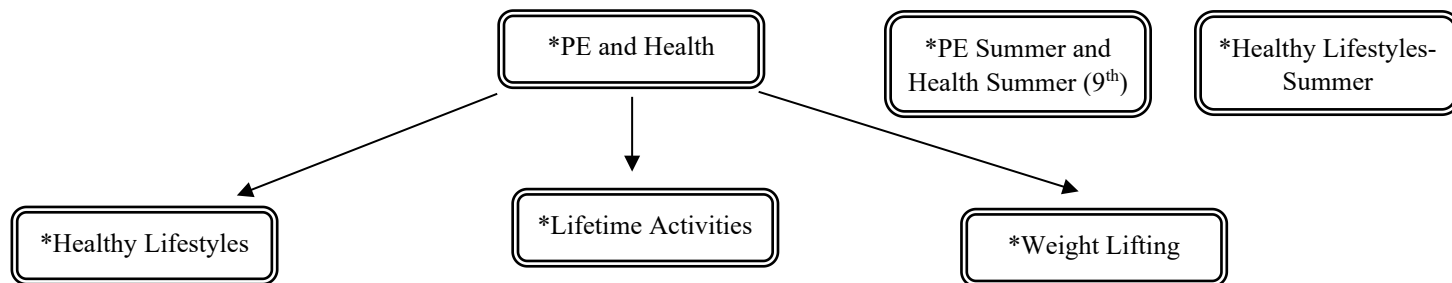 *PE and Health
*PE Summer and
Health Summer (9th)
*Healthy Lifestyles-
Summer
*Healthy Lifestyles
*Lifetime Activities
*Weight Lifting